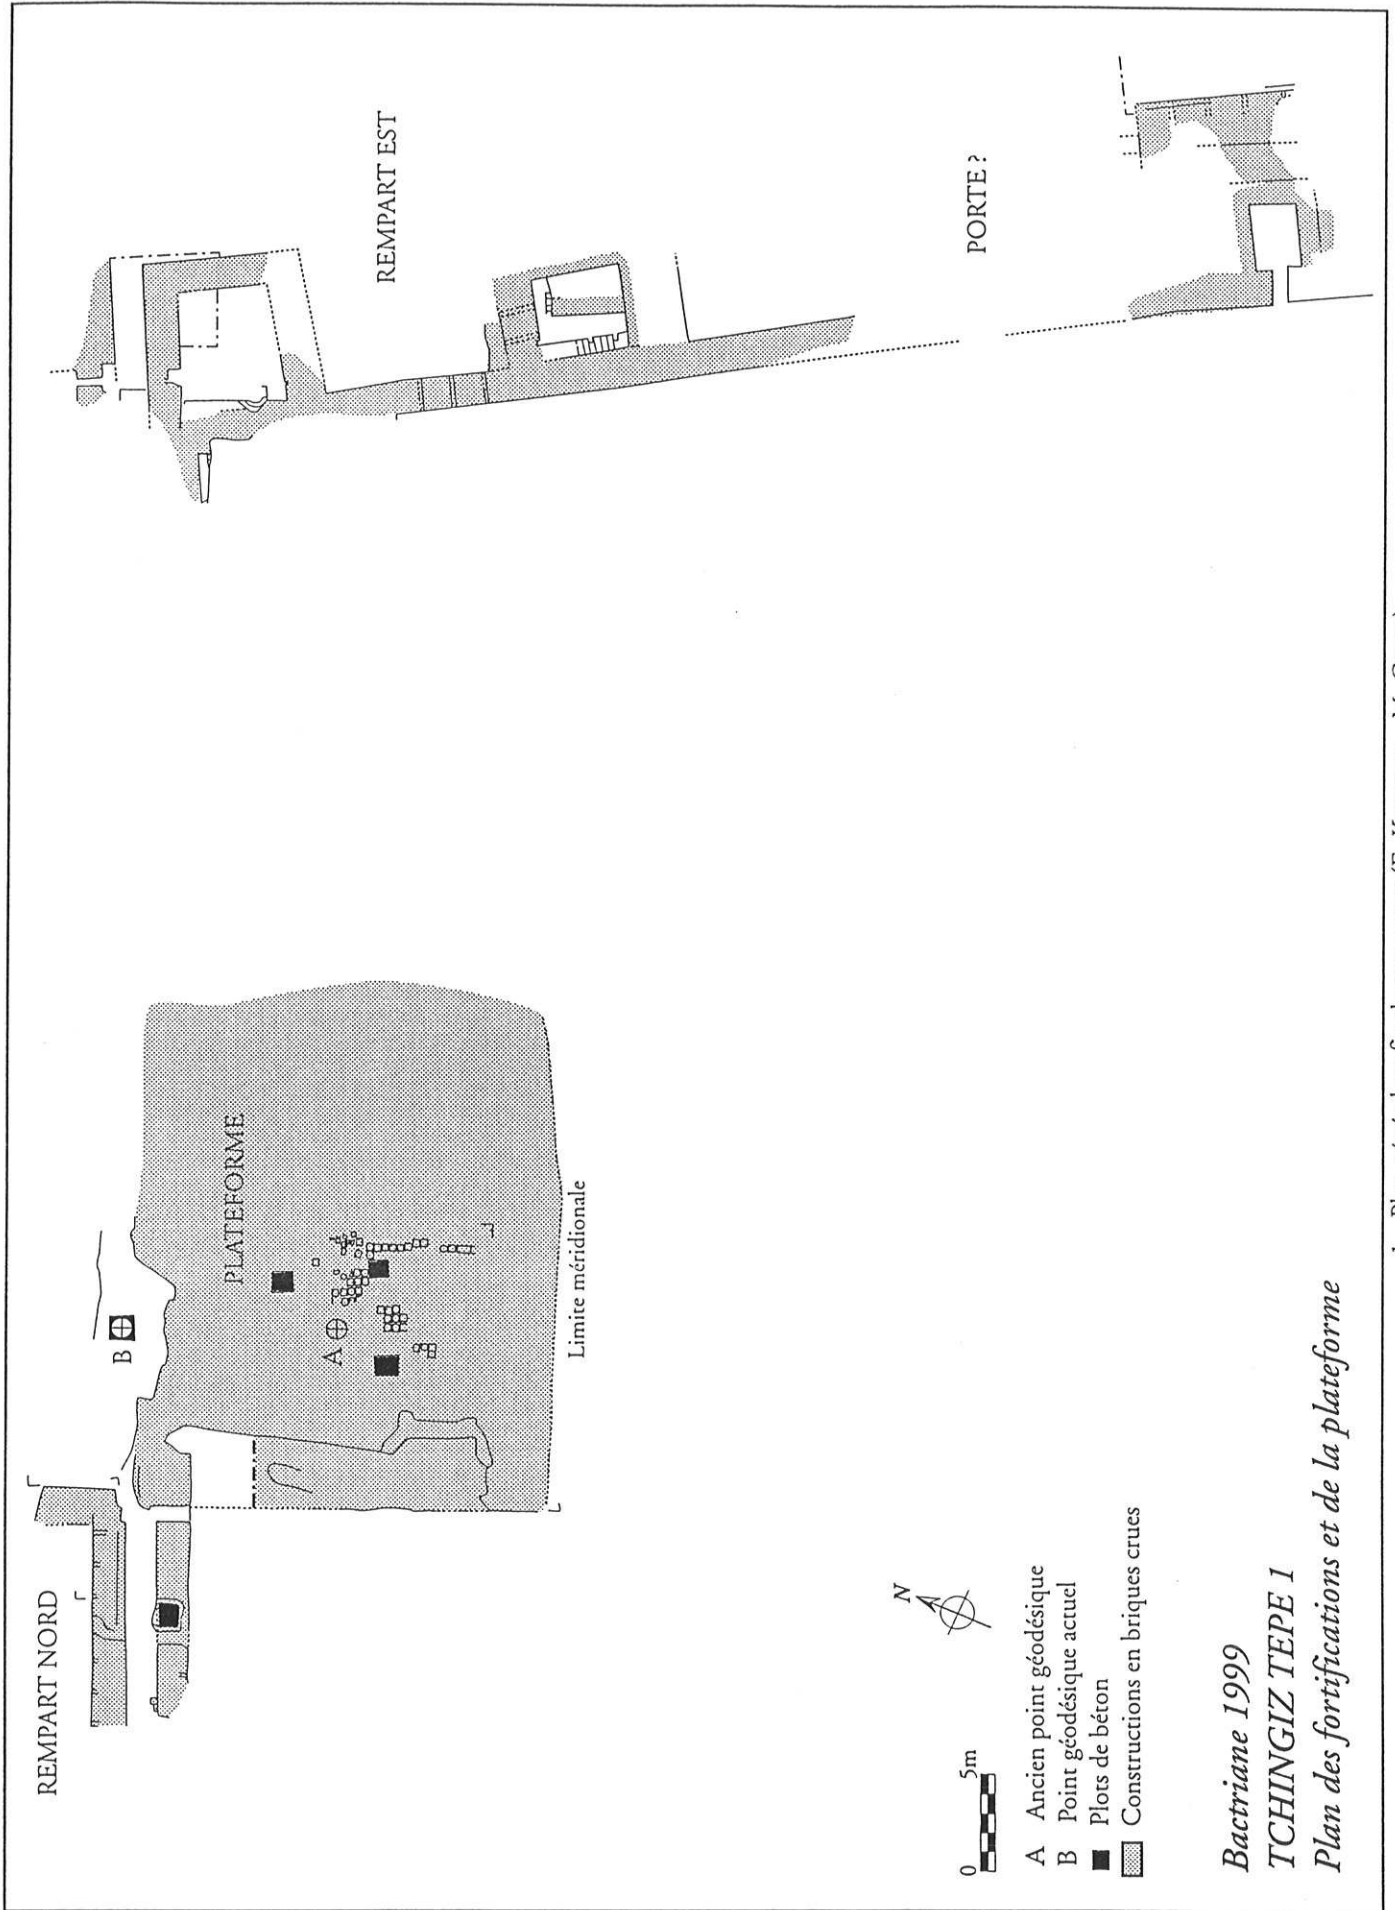 REMPART NORD
REMPART EST
B
PLATEFORME
A
Limite méridionale
PORTE ?
N
0 5m
A Ancien point géodésique
B Point géodésique actuel
Plots de béton
Constructions en briques crues
Bactriane 1999
TCHINGIZ TEPE 1
Plan des fortifications et de la plateforme